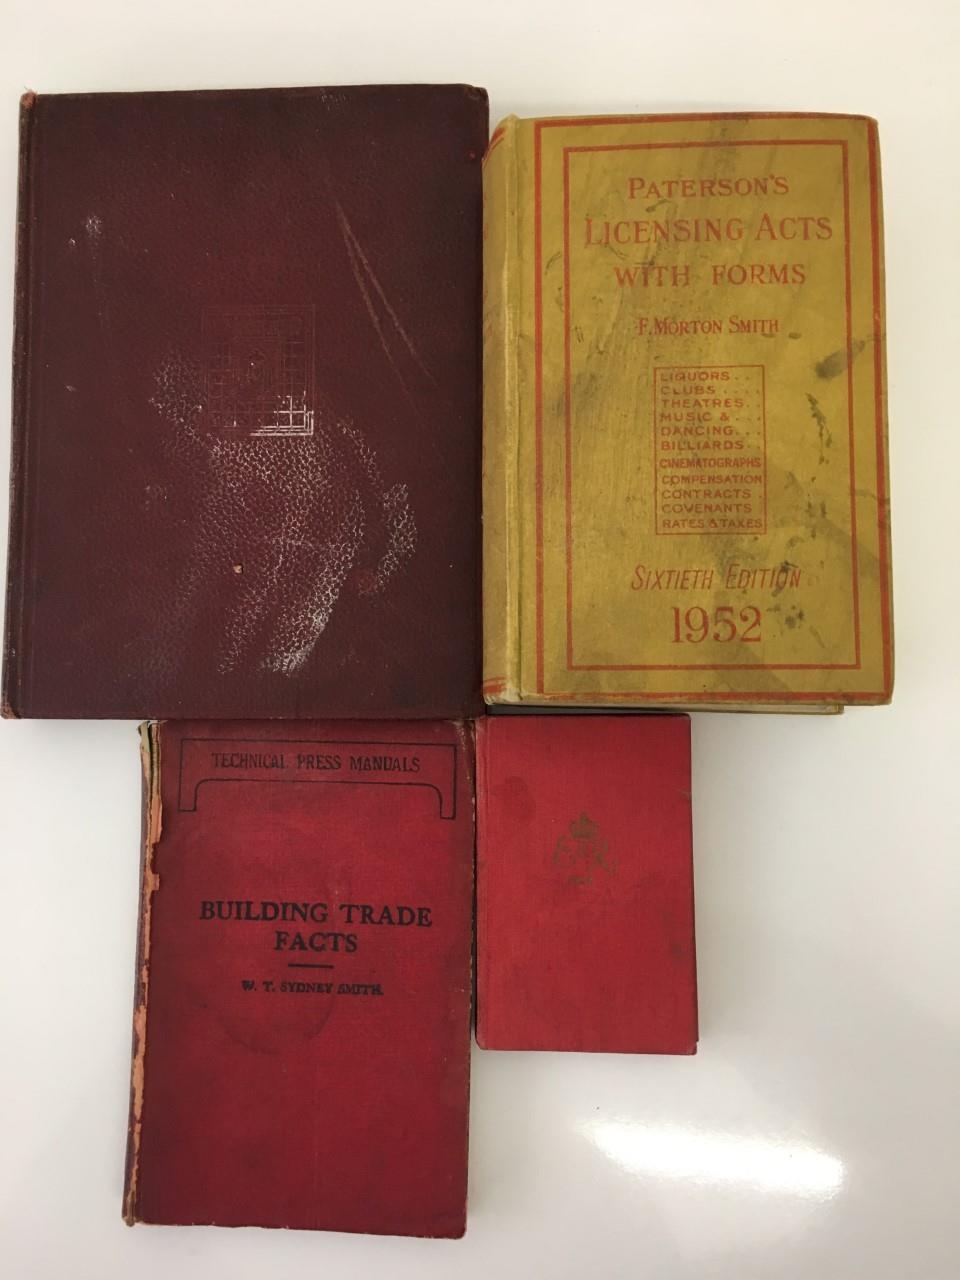 PATERSON'S
LICENSING ACTS
WITH FORMS
F. MORTON SMITH
LIQUORS . .
CLUBS . . . .
THEATRES . .
MUSIC & . . .
DANCING . . .
BILLIARDS . .
CINEMATOGRAPHS
COMPENSATION
CONTRACTS .
COVENANTS
RATES & TAXES
SIXTIETH EDITION
1952
TECHNICAL PRESS MANUALS
BUILDING TRADE
FACTS
W. T. SYDNEY SMITH.